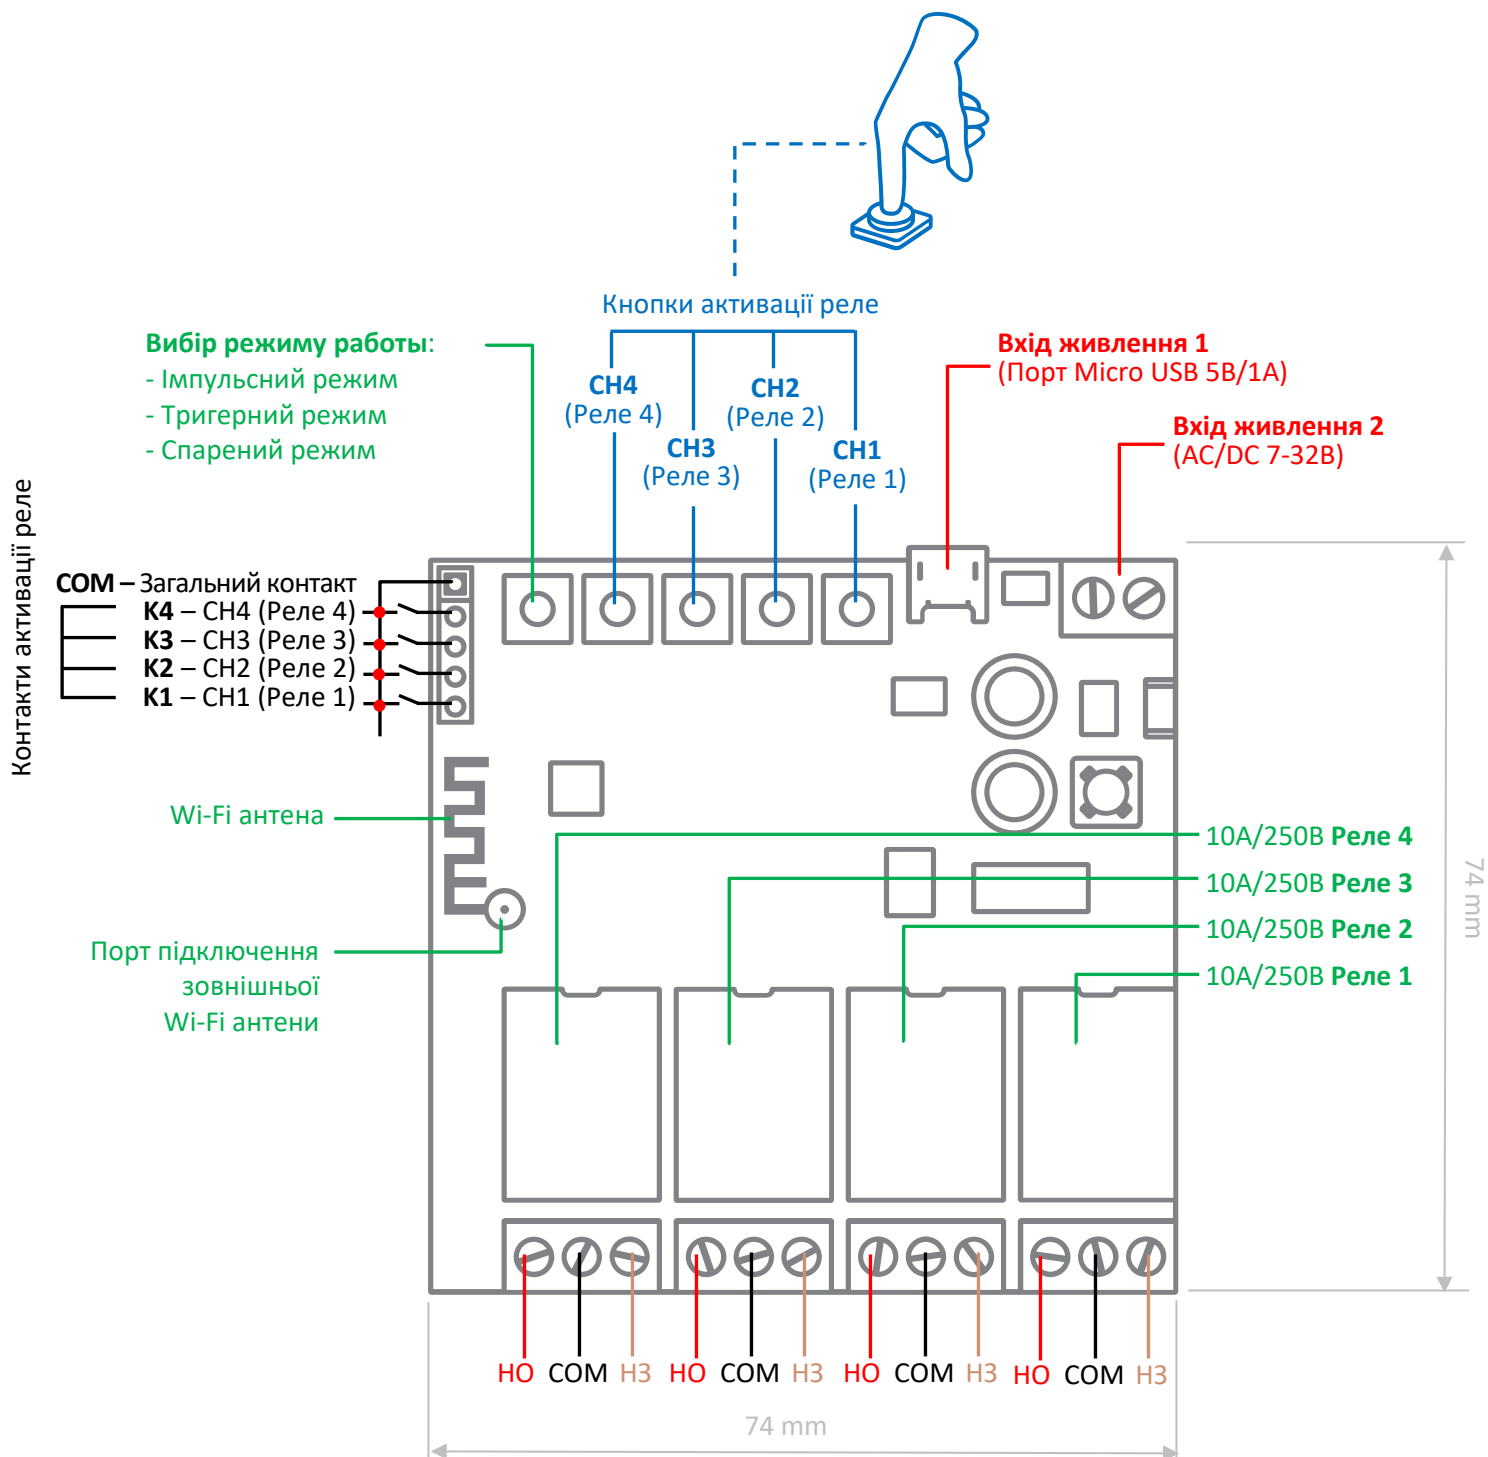 Кнопки активації реле
Вибір режиму работы:
- Імпульсний режим
- Тригерний режим
- Спарений режим
CH4
(Реле 4)
CH3
(Реле 3)
CH2
(Реле 2)
CH1
(Реле 1)
Вхід живлення 1
(Порт Micro USB 5В/1А)
Вхід живлення 2
(AC/DC 7-32В)
Контакти активації реле
COM – Загальний контакт
K4 – CH4 (Реле 4)
K3 – CH3 (Реле 3)
K2 – CH2 (Реле 2)
K1 – CH1 (Реле 1)
Wi-Fi антена
Порт підключення
зовнішньої
Wi-Fi антени
10А/250В Реле 4
10А/250В Реле 3
10А/250В Реле 2
10А/250В Реле 1
74 mm
НО COM НЗ НО COM НЗ НО COM НЗ НО COM НЗ
74 mm